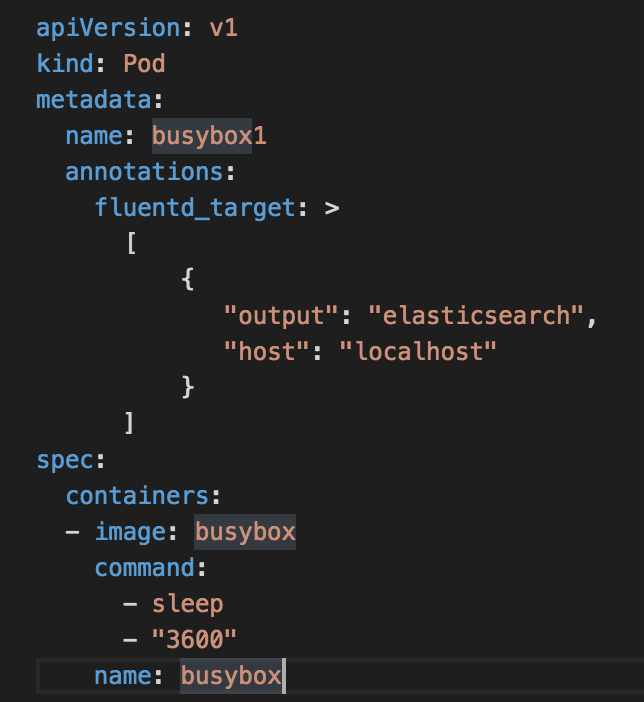 apiVersion: v1
kind: Pod
metadata:
  name: busybox1
  annotations:
    fluentd_target: >
      [
          {
             "output": "elasticsearch",
             "host": "localhost"
          }
      ]
spec:
  containers:
  - image: busybox
    command:
      - sleep
      - "3600"
    name: busybox